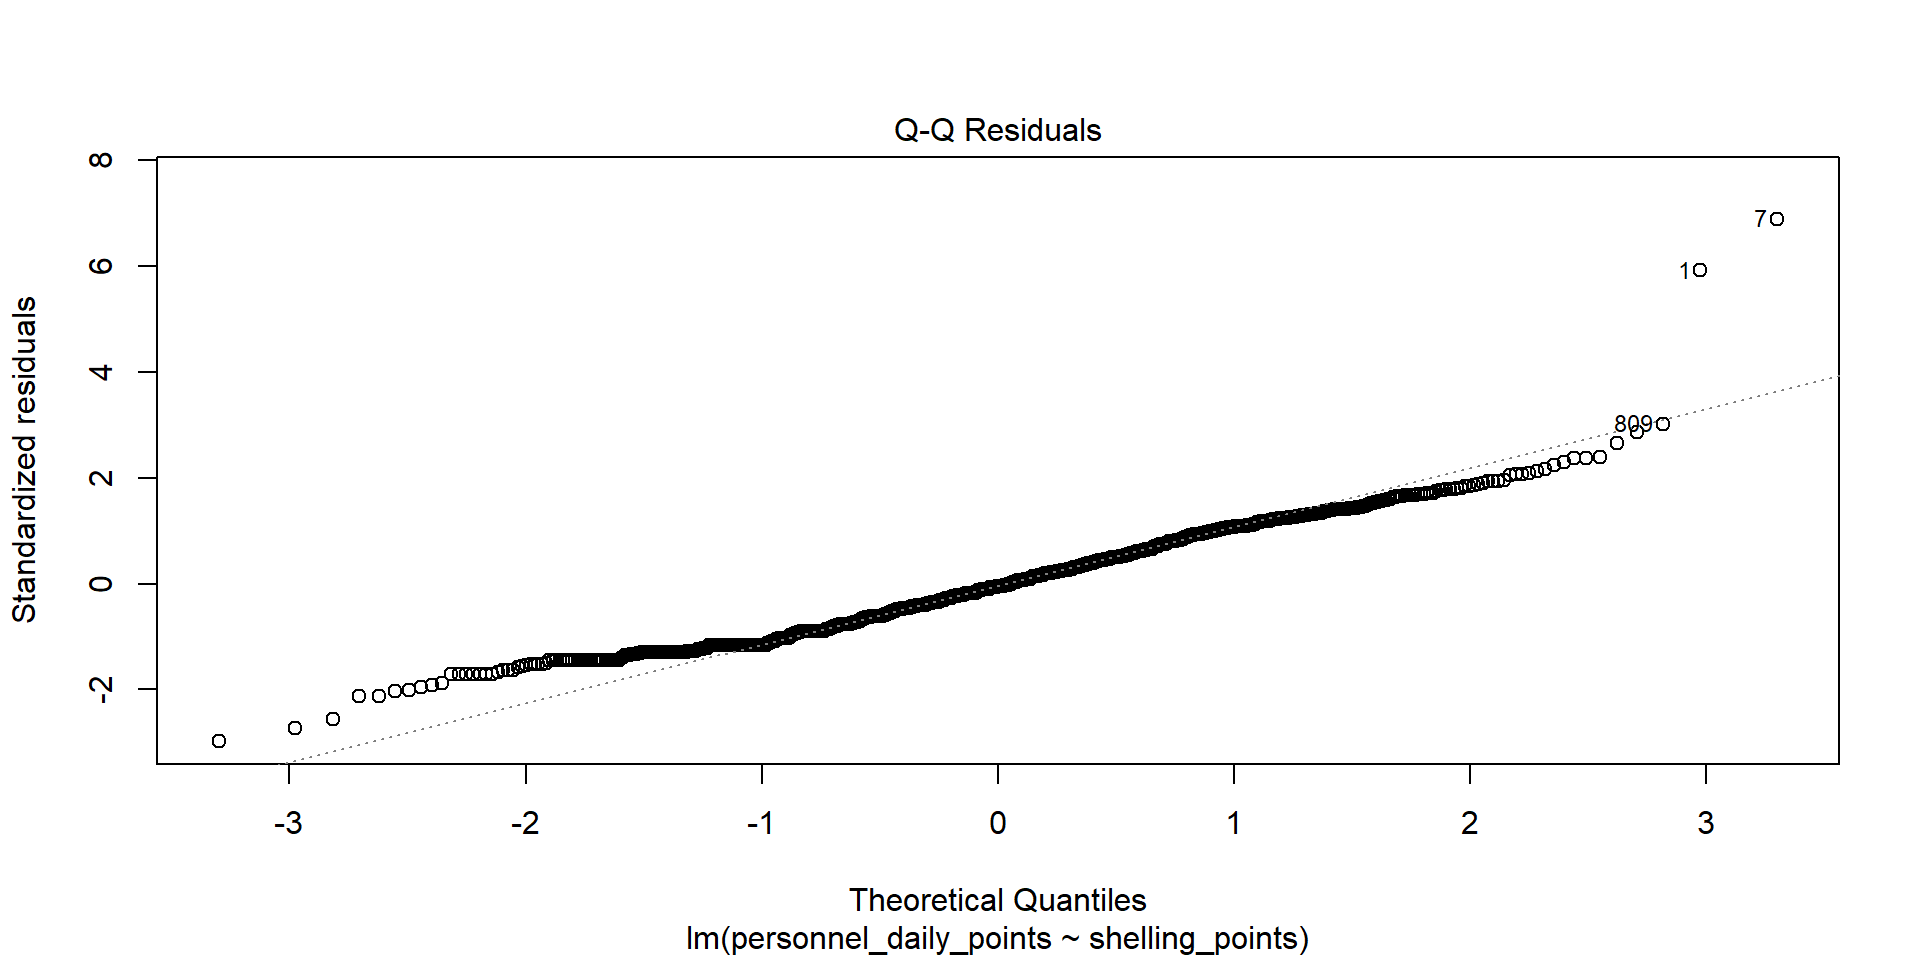 Q-Q Residuals
Standardized residuals
8
6
4
2
0
-2
7
1
809
-3 -2 -1 0 1 2 3
Theoretical Quantiles
lm(personnel_daily_points ~ shelling_points)